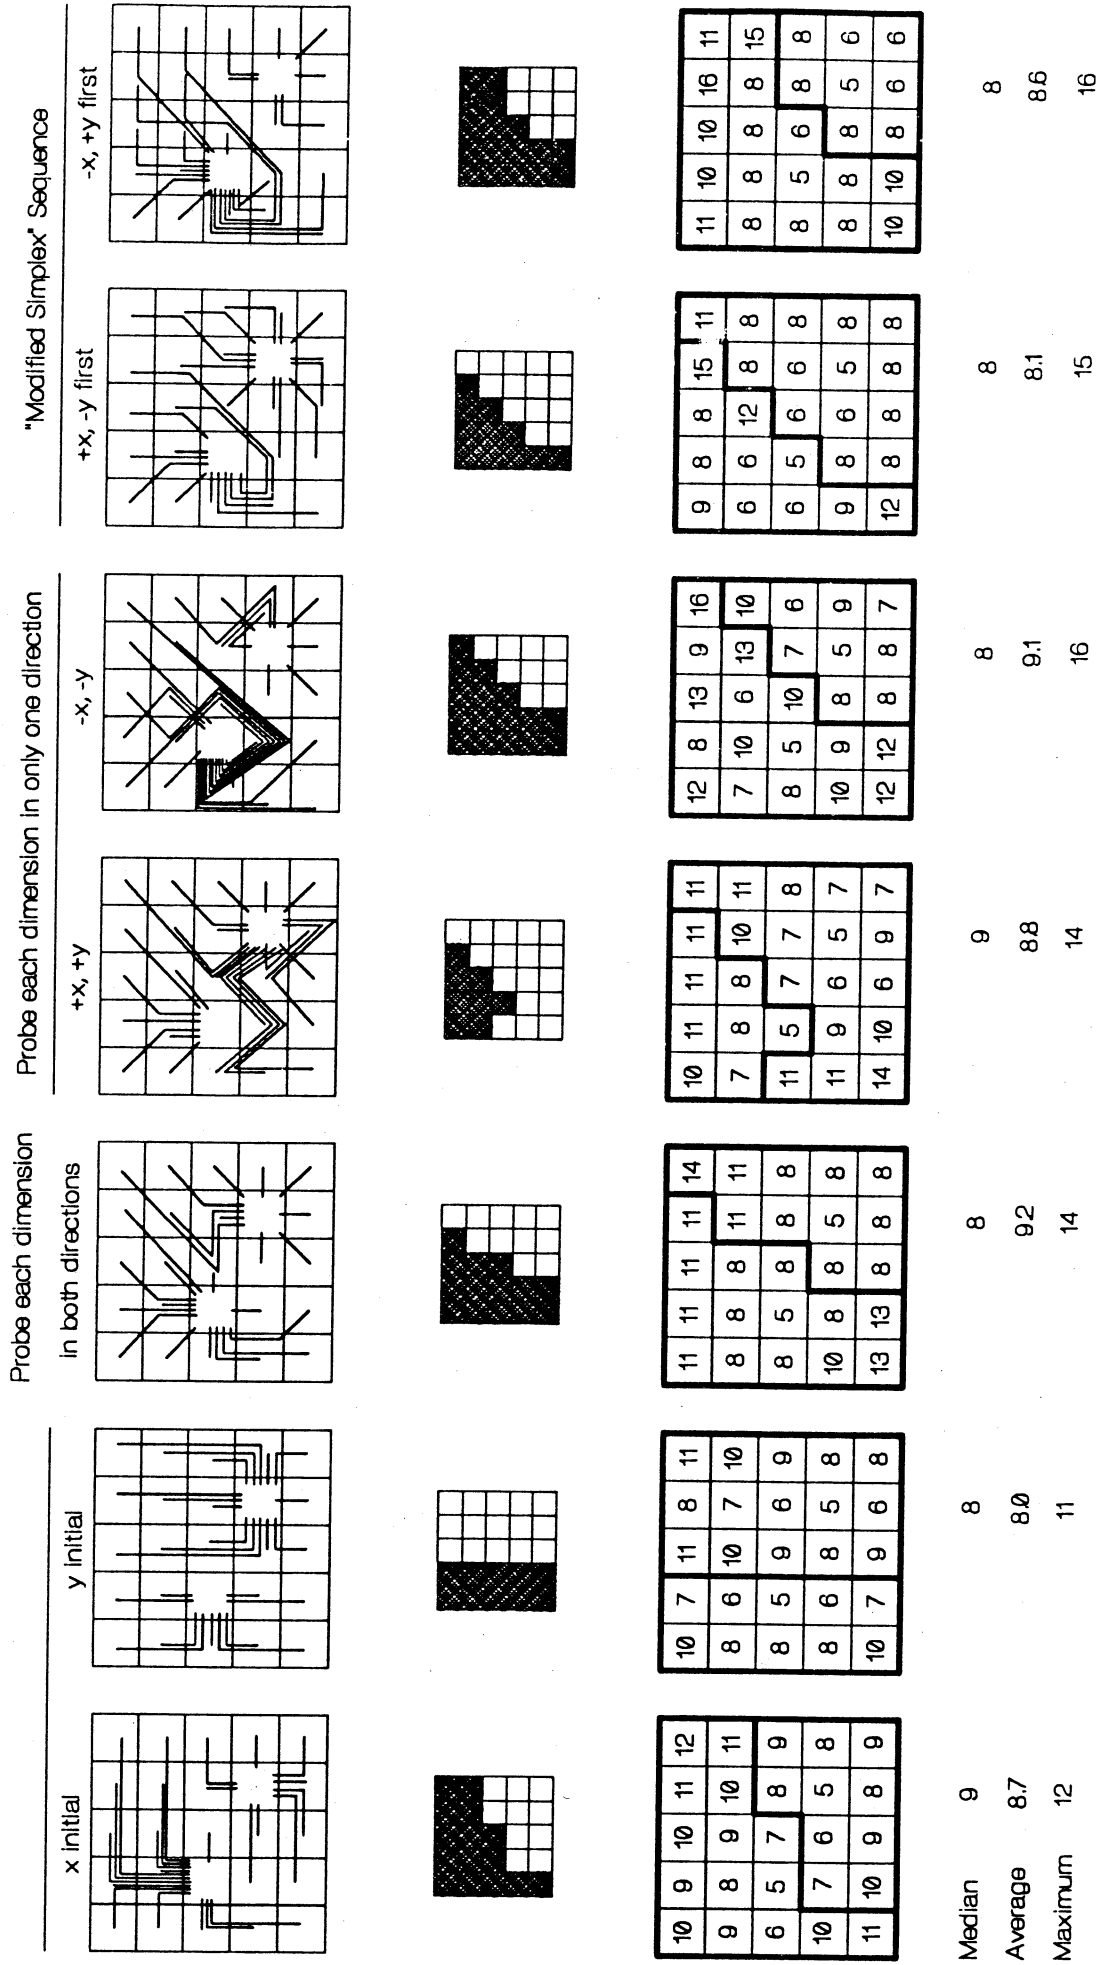 Probe each dimension Probe each dimension in only one direction "Modified Simplex" Sequence
x initial y initial in both directions +x, +y -x, -y +x, -y first -x, +y first
10 9 10 11 12 10 7 11 8 11 11 11 11 11 14 10 11 11 11 11 12 8 13 9 16 9 8 8 15 11 11 10 10 16 11
9 8 9 10 11 8 6 10 7 10 8 8 8 11 11 7 8 8 10 11 7 10 6 13 10 6 6 12 8 8 8 8 8 8 15
6 5 7 8 9 8 5 9 6 9 8 5 8 8 8 11 5 7 7 8 8 5 10 7 6 6 5 6 6 8 8 5 6 8 8
10 7 6 5 8 8 6 8 5 8 10 8 8 5 8 11 9 6 5 7 10 9 8 5 9 9 8 6 5 8 8 8 8 5 6
11 10 9 8 9 10 7 9 6 8 13 13 8 8 8 14 10 6 9 7 12 12 8 8 7 12 8 8 8 8 10 10 8 6 6
Median 9 8 8 9 8 8 8
Average 8.7 8.0 9.2 8.8 9.1 8.1 8.6
Maximum 12 11 14 14 16 15 16